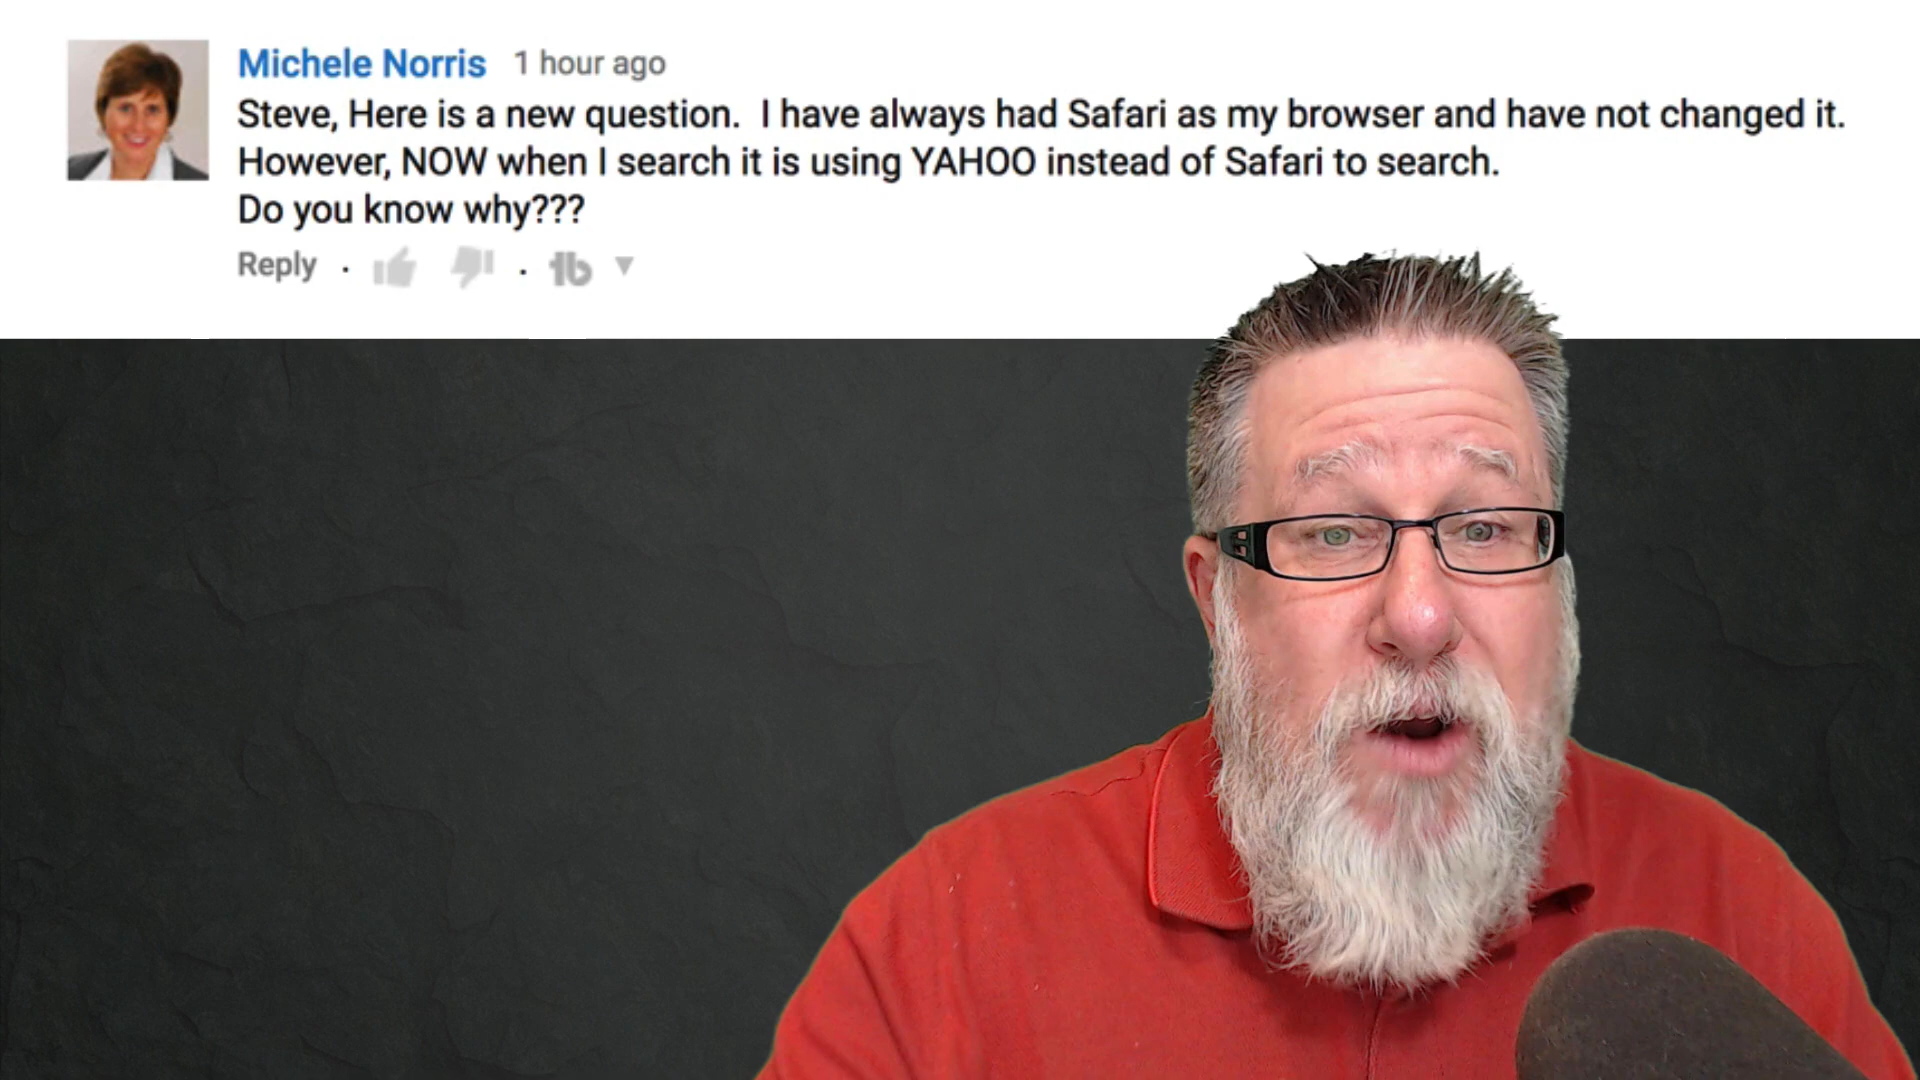 Michele Norris 1 hour ago
Steve, Here is a new question. I have always had Safari as my browser and have not changed it.
However, NOW when I search it is using YAHOO instead of Safari to search.
Do you know why???
Reply · · tb